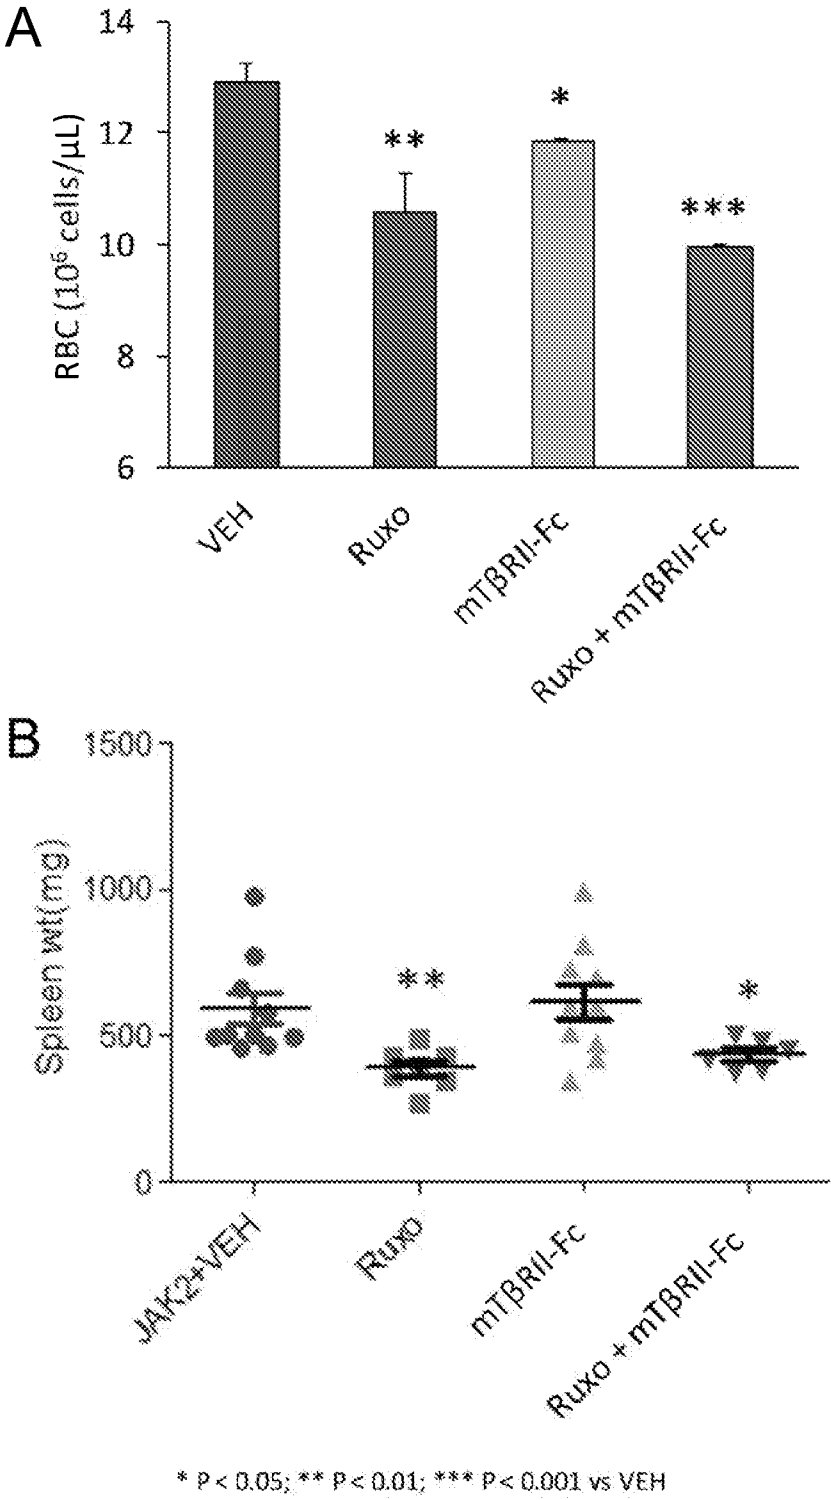 A
14
12
10
8
6
RBC (10⁶ cells/µL)
**
*
***
VEH
Ruxo
mTβRII-Fc
Ruxo + mTβRII-Fc
B
1500
1000
500
0
Spleen wt(mg)
**
*
JAK2+VEH
Ruxo
mTβRII-Fc
Ruxo + mTβRII-Fc
* P < 0.05; ** P < 0.01; *** P < 0.001 vs VEH